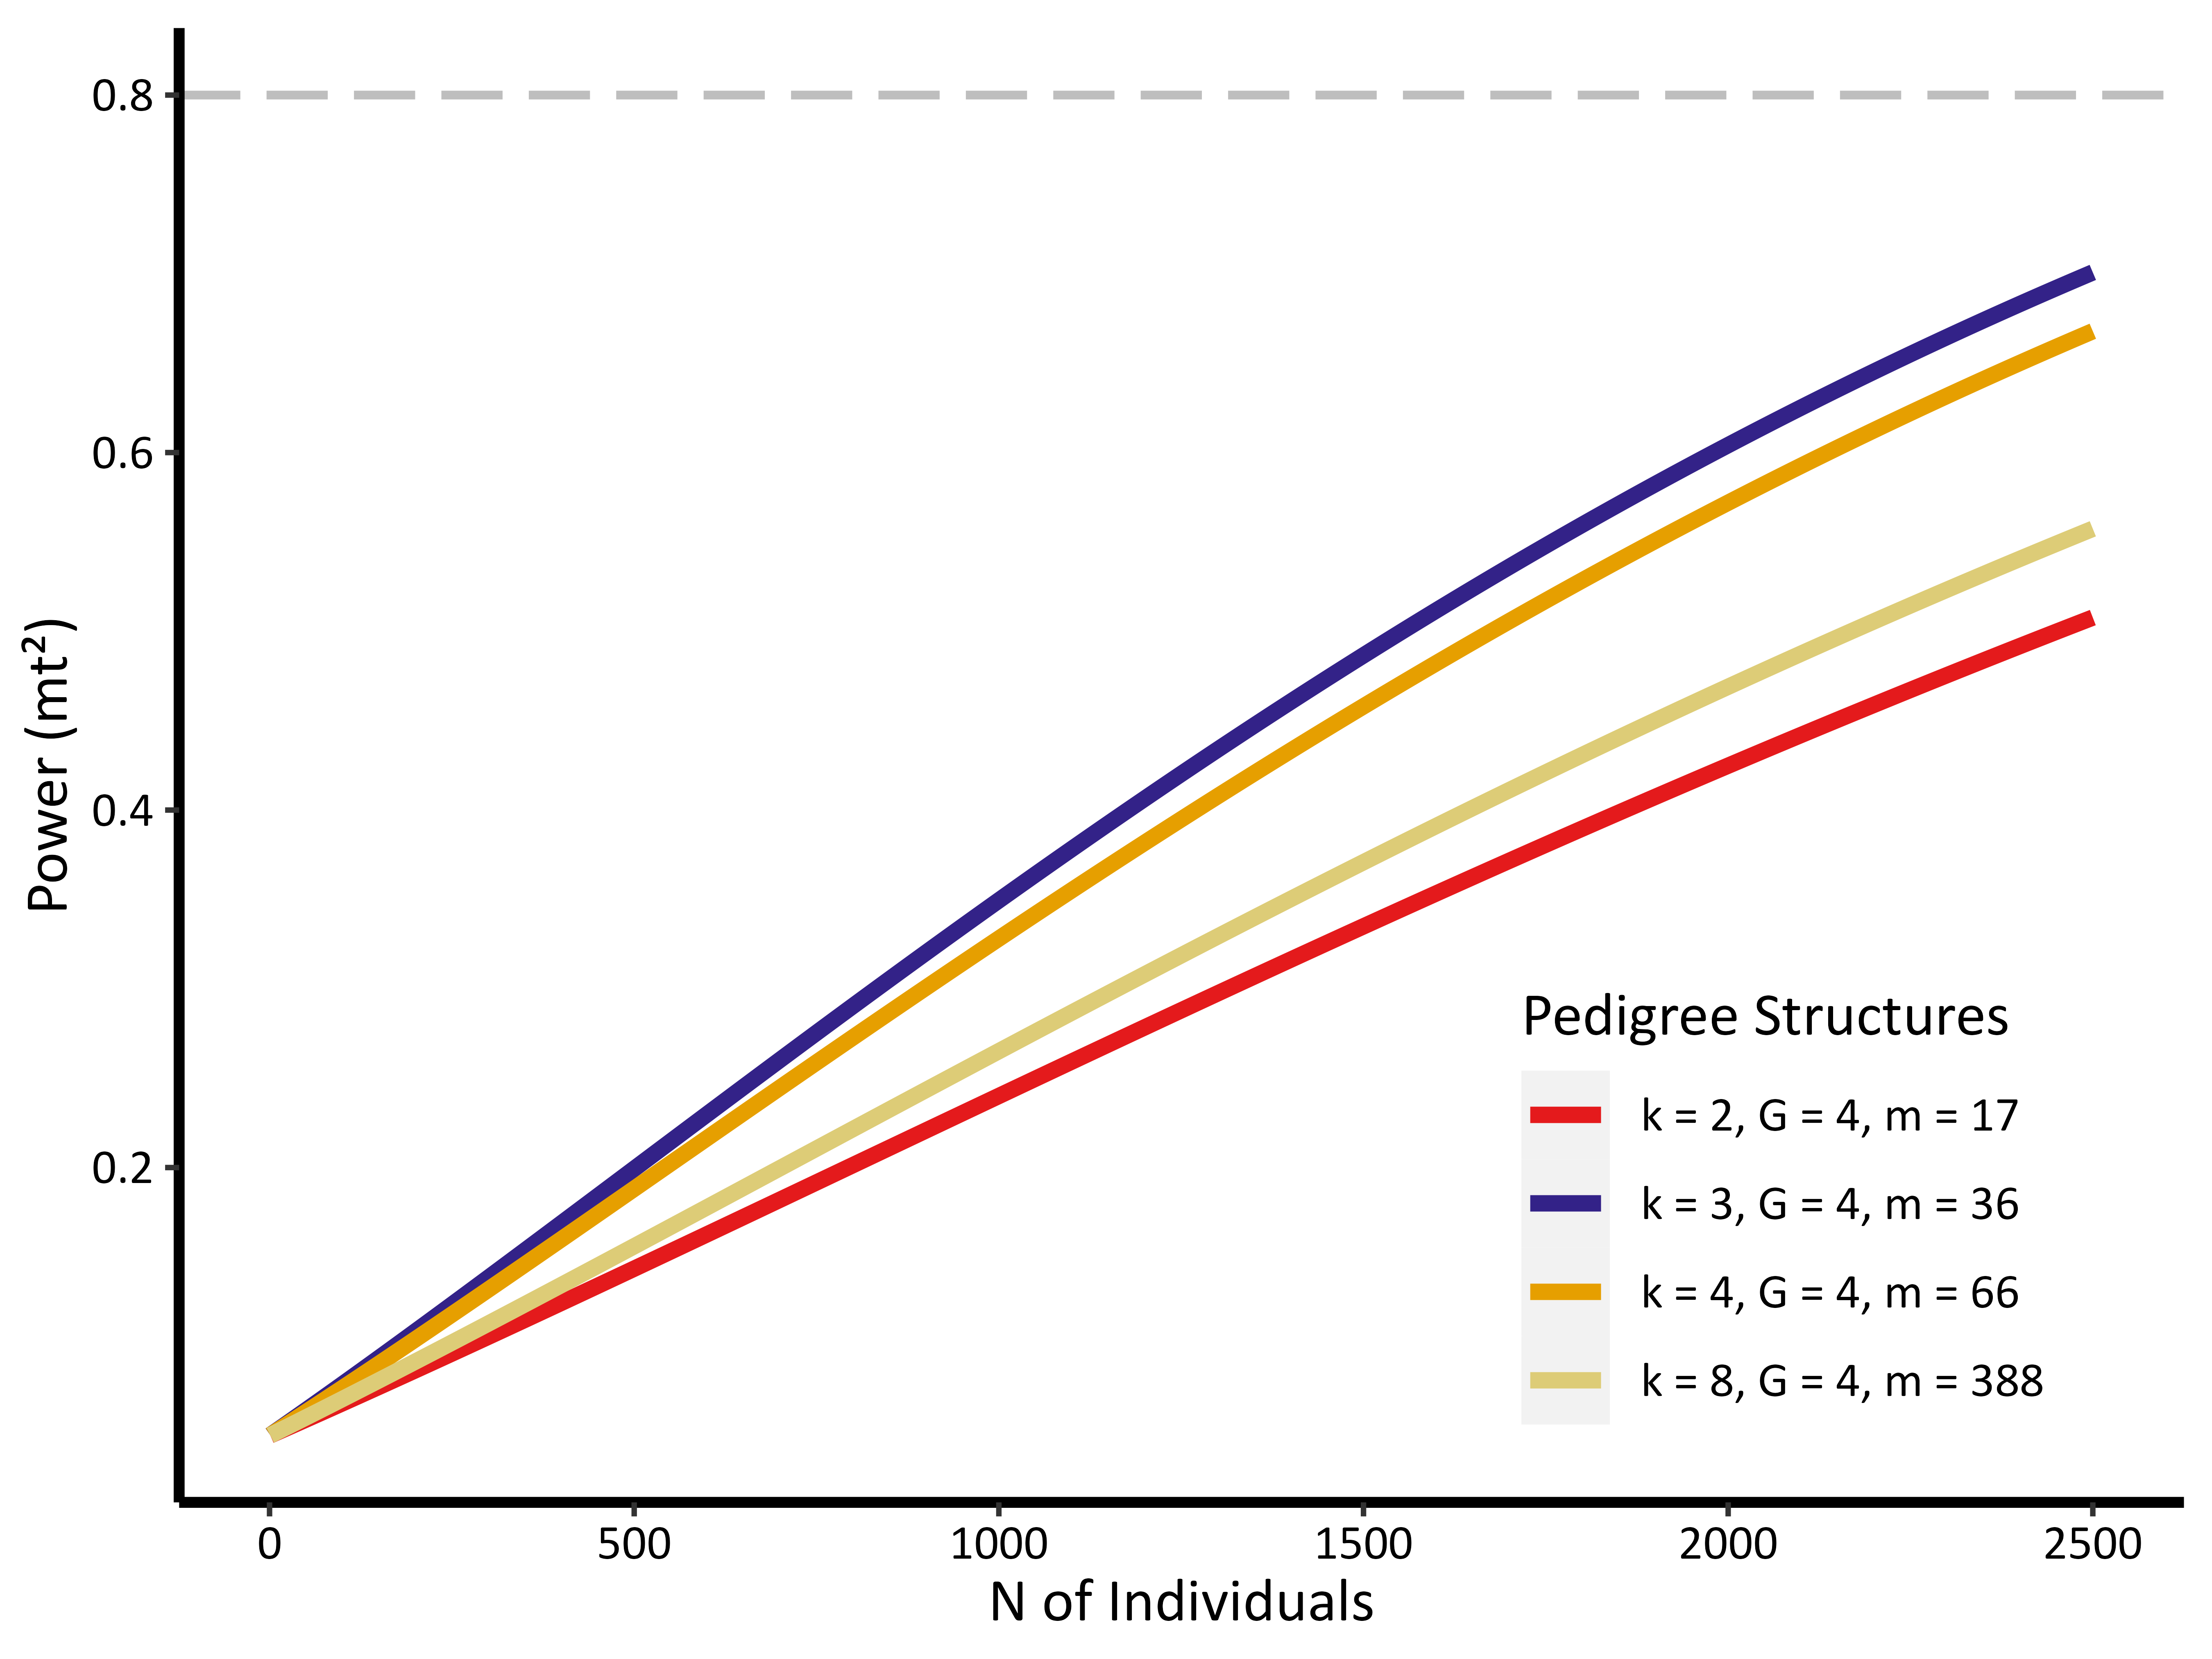 0.8
0.6
0.4
0.2
Power (mt²)
0
500
1000
1500
2000
2500
N of Individuals
Pedigree Structures
k = 2, G = 4, m = 17
k = 3, G = 4, m = 36
k = 4, G = 4, m = 66
k = 8, G = 4, m = 388